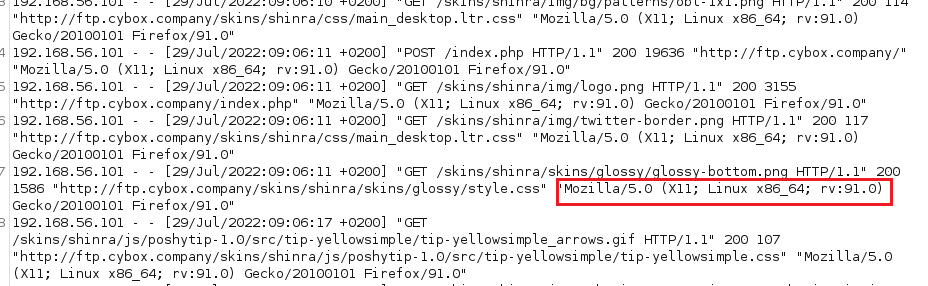 192.168.56.101 - - [29/Jul/2022:09:06:10 +0200] "GET /skins/shinra/img/bg/patterns/obl-1x1.png HTTP/1.1" 200 114
"http://ftp.cybox.company/skins/shinra/css/main_desktop.ltr.css" "Mozilla/5.0 (X11; Linux x86_64; rv:91.0)
Gecko/20100101 Firefox/91.0"
4 192.168.56.101 - - [29/Jul/2022:09:06:11 +0200] "POST /index.php HTTP/1.1" 200 19636 "http://ftp.cybox.company/"
"Mozilla/5.0 (X11; Linux x86_64; rv:91.0) Gecko/20100101 Firefox/91.0"
5 192.168.56.101 - - [29/Jul/2022:09:06:11 +0200] "GET /skins/shinra/img/logo.png HTTP/1.1" 200 3155
"http://ftp.cybox.company/index.php" "Mozilla/5.0 (X11; Linux x86_64; rv:91.0) Gecko/20100101 Firefox/91.0"
6 192.168.56.101 - - [29/Jul/2022:09:06:11 +0200] "GET /skins/shinra/img/twitter-border.png HTTP/1.1" 200 117
"http://ftp.cybox.company/skins/shinra/css/main_desktop.ltr.css" "Mozilla/5.0 (X11; Linux x86_64; rv:91.0)
Gecko/20100101 Firefox/91.0"
7 192.168.56.101 - - [29/Jul/2022:09:06:11 +0200] "GET /skins/shinra/skins/glossy/glossy-bottom.png HTTP/1.1" 200
1586 "http://ftp.cybox.company/skins/shinra/skins/glossy/style.css" "Mozilla/5.0 (X11; Linux x86_64; rv:91.0)
Gecko/20100101 Firefox/91.0"
8 192.168.56.101 - - [29/Jul/2022:09:06:17 +0200] "GET
/skins/shinra/js/poshytip-1.0/src/tip-yellowsimple/tip-yellowsimple_arrows.gif HTTP/1.1" 200 107
"http://ftp.cybox.company/skins/shinra/js/poshytip-1.0/src/tip-yellowsimple/tip-yellowsimple.css" "Mozilla/5.0
(X11; Linux x86_64; rv:91.0) Gecko/20100101 Firefox/91.0"